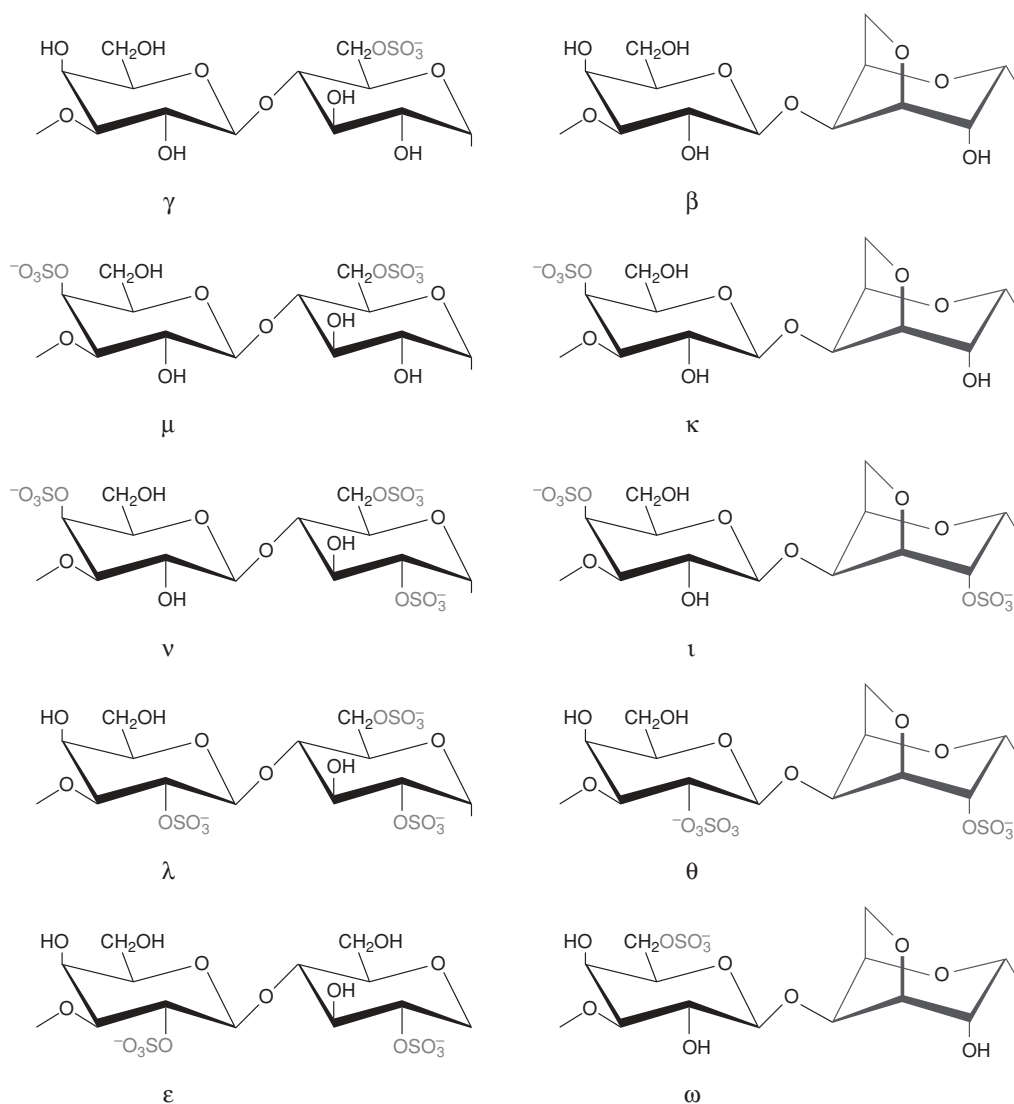 HO CH₂OH CH₂OSO₃⁻ HO CH₂OH O
O OH O O O
O O O O
OH OH OH OH
γ β
⁻O₃SO CH₂OH CH₂OSO₃⁻ ⁻O₃SO CH₂OH O
O OH O O O
O O O O
OH OH OH OH
μ κ
⁻O₃SO CH₂OH CH₂OSO₃⁻ ⁻O₃SO CH₂OH O
O OH O O O
O O O O
OH OSO₃⁻ OH OSO₃⁻
ν ι
HO CH₂OH CH₂OSO₃⁻ HO CH₂OH O
O OH O O O
O O O O
OSO₃⁻ OSO₃⁻ ⁻O₃SO₃ OSO₃⁻
λ θ
HO CH₂OH CH₂OH HO CH₂OSO₃⁻ O
O OH O O O
O O O O
⁻O₃SO OSO₃⁻ OH OH
ε ω